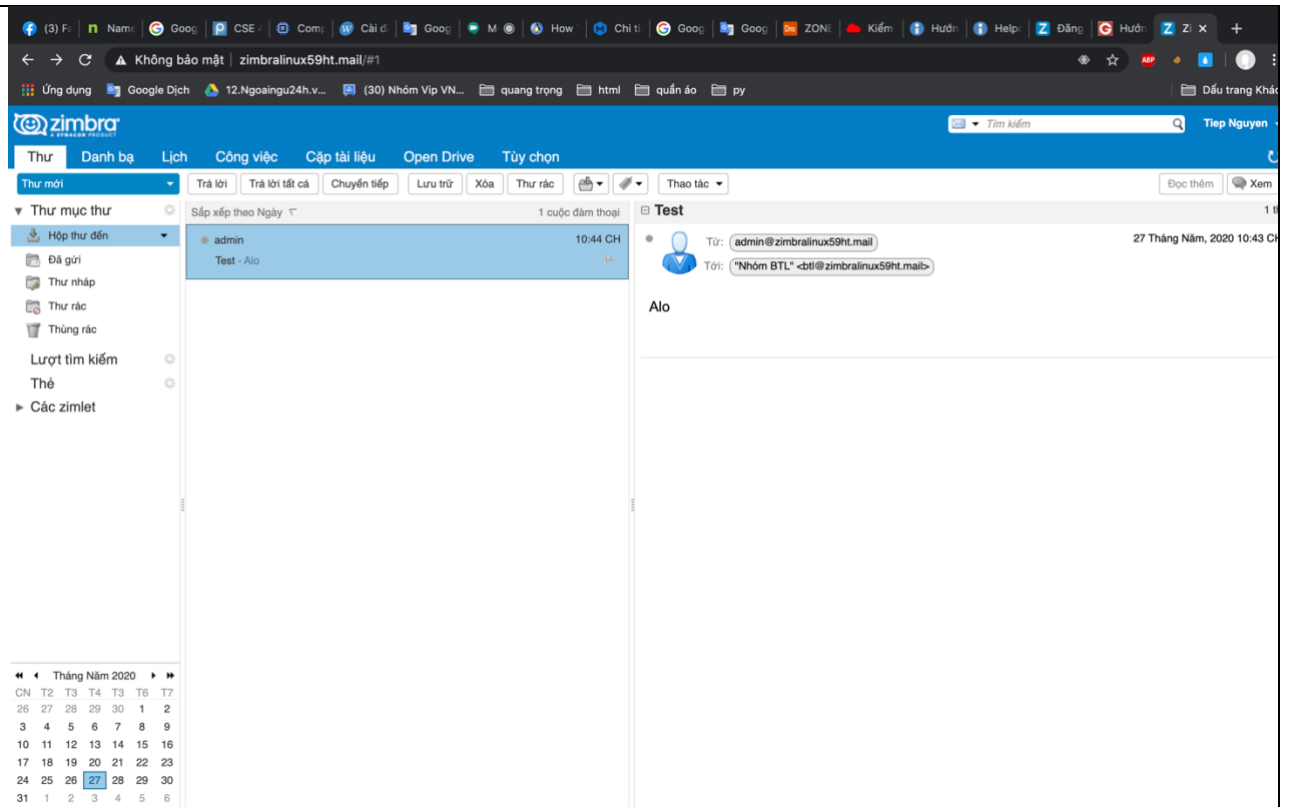 (3) Fa Name Goog CSE Comp Cài đ Goog M How Chi ti Goog Goog ZONE Kiểm Hướn Help Đăng Hướn Zi
Không bảo mật zimbralinux59ht.mail/#1
Ứng dụng Google Dịch 12.Ngoaingu24h.v... (30) Nhóm Vip VN... quang trọng html quần áo py Dấu trang Khác
zimbra
A SYNACOR PRODUCT
Tìm kiếm Tiep Nguyen
Thư Danh bạ Lịch Công việc Cặp tài liệu Open Drive Tùy chọn
Thư mới Trả lời Trả lời tất cả Chuyển tiếp Lưu trữ Xóa Thư rác Thao tác Đọc thêm Xem
Thư mục thư
Hộp thư đến
Đã gửi
Thư nháp
Thư rác
Thùng rác
Lượt tìm kiếm
Thẻ
Các zimlet
Sắp xếp theo Ngày 1 cuộc đàm thoại
admin 10:44 CH
Test - Alo
Test 1 th
Từ: admin@zimbralinux59ht.mail 27 Tháng Năm, 2020 10:43 CH
Tới: "Nhóm BTL" <btl@zimbralinux59ht.mail>
Alo
Tháng Năm 2020
CN T2 T3 T4 T3 T6 T7
26 27 28 29 30 1 2
3 4 5 6 7 8 9
10 11 12 13 14 15 16
17 18 19 20 21 22 23
24 25 26 27 28 29 30
31 1 2 3 4 5 6